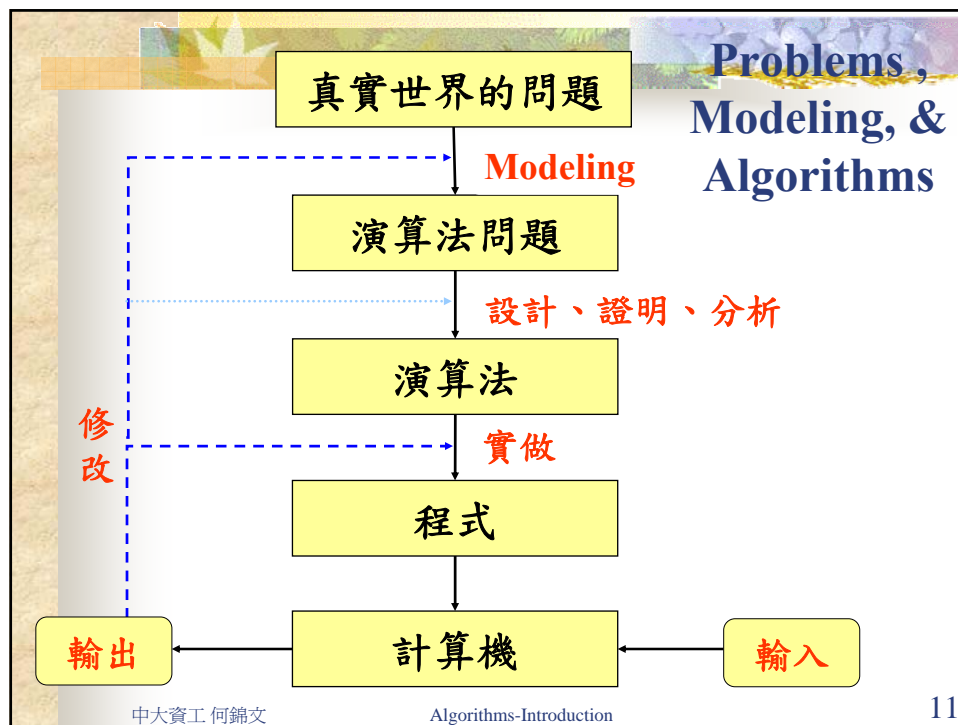 Problems ,
Modeling, &
Algorithms
真實世界的問題
Modeling
演算法問題
設計、證明、分析
演算法
修
改
實做
程式
輸出
計算機
輸入
中大資工 何錦文
Algorithms-Introduction
11